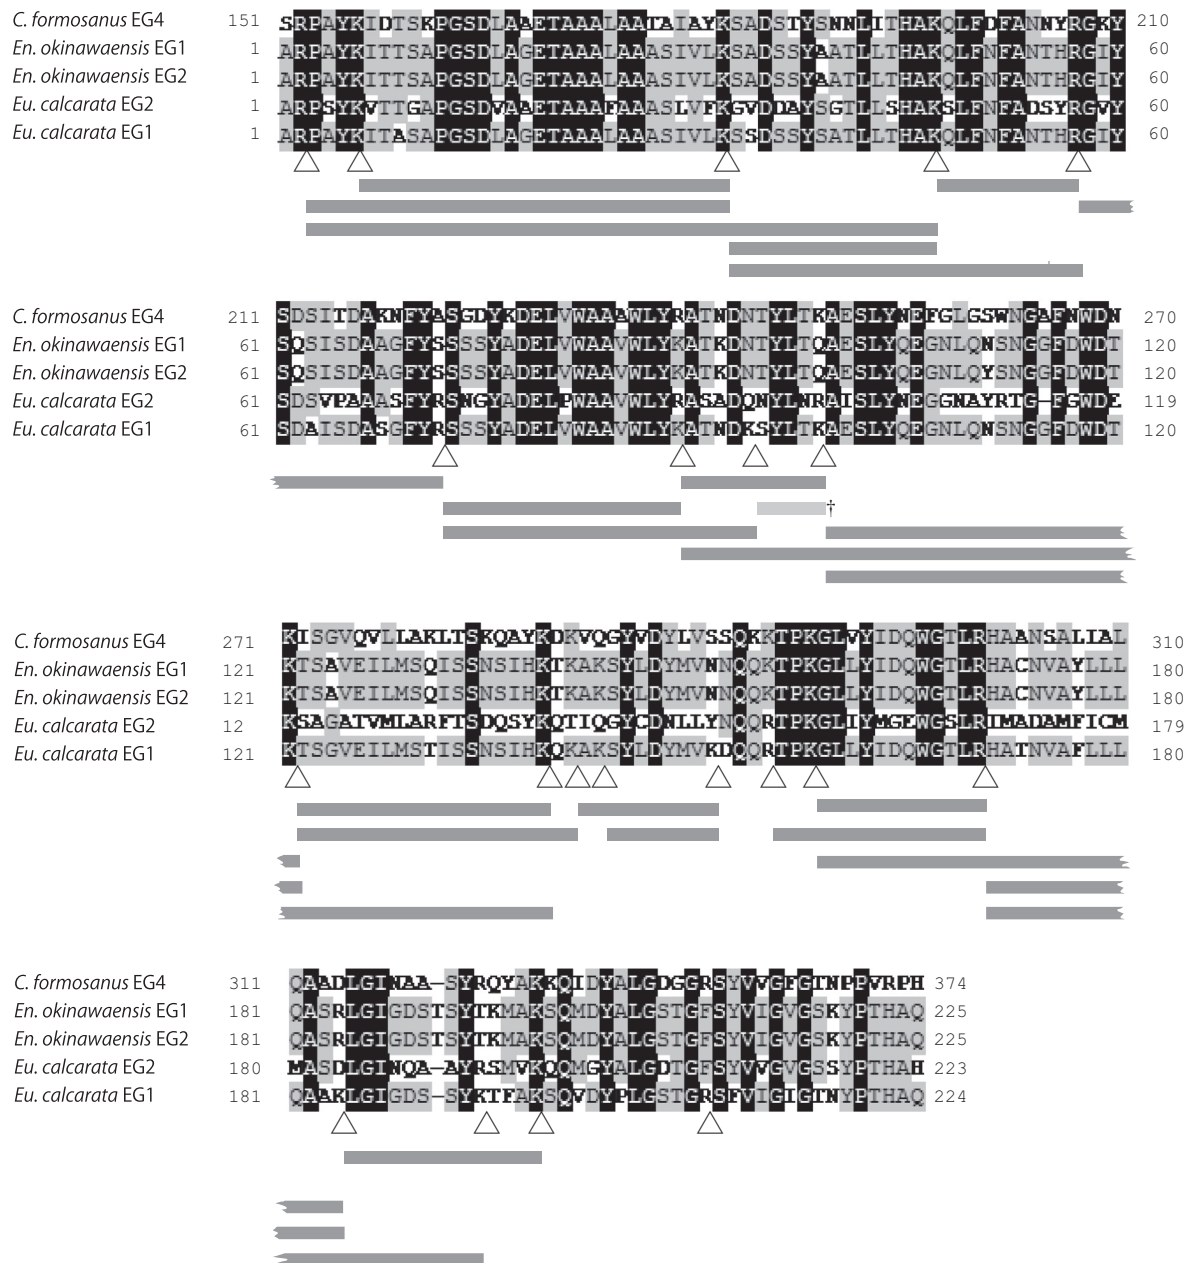 C. formosanus EG4 151 SRPAYKIDTSKPGSDLAAETAAALAATAIAYKSADSTYSNNLITHAKQLFDFANNYRGKY 210
En. okinawaensis EG1 1 ARPAYKITTSAPGSDLAGETAAALAAASIVLKSADSSYAATLLTHAKQLFNFANTHRGIY 60
En. okinawaensis EG2 1 ARPAYKITTSAPGSDLAGETAAALAAASIVLKSADSSYAATLLTHAKQLFNFANTHRGIY 60
Eu. calcarata EG2 1 ARPSYKVTTGAPGSDVAAETAAAFAAASLVFKGVDDAYSGTLLSHAKSLFNFADSYRGVY 60
Eu. calcarata EG1 1 ARPAYKITASAPGSDLAGETAAALAAASIVLKSSDSSYSATLLTHAKQLFNFANTHRGIY 60
C. formosanus EG4 211 SDSITDAKNFYASGDYKDELVWAAAWLYRATNDNTYLTKAESLYNEFGLGSWNGAFNWDN 270
En. okinawaensis EG1 61 SQSISDAAGFYSSSSYADELVWAAVWLYKATKDNTYLTQAESLYQEGNLQNSNGGFDWDT 120
En. okinawaensis EG2 61 SQSISDAAGFYSSSSYADELVWAAVWLYKATKDNTYLTQAESLYQEGNLQYSNGGFDWDT 120
Eu. calcarata EG2 61 SDSVPAAASFYRSNGYADELPWAAVWLYRASADQNYLNRAISLYNEGGNAYRTG-FGWDE 119
Eu. calcarata EG1 61 SDAISDASGFYRSSSYADELVWAAVWLYKATNDKSYLTKAESLYQEGNLQNSNGGFDWDT 120
†
C. formosanus EG4 271 KISGVQVLLAKLTSKQAYKDKVQGYVDYLVSSQKKTPKGLVYIDQWGTLRHAANSALIAL 310
En. okinawaensis EG1 121 KTSAVEILMSQISSNSIHKTKAKSYLDYMVNNQQKTPKGLLYIDQWGTLRHACNVAYLLL 180
En. okinawaensis EG2 121 KTSAVEILMSQISSNSIHKTKAKSYLDYMVNNQQKTPKGLLYIDQWGTLRHACNVAYLLL 180
Eu. calcarata EG2 12 KSAGATVMLARFTSDQSYKQTIQGYCDNLLYNQQRTPKGLIYMGEWGSLRTMADAMFICM 179
Eu. calcarata EG1 121 KTSGVEILMSTISSNSIHKQKAKSYLDYMVKDQQRTPKGLLYIDQWGTLRHATNVAFLLL 180
C. formosanus EG4 311 QAADLGINAA-SYRQYAKKQIDYALGDGGRSYVVGFGTNPPVRPH 374
En. okinawaensis EG1 181 QASRLGIGDSTSYTKMAKSQMDYALGSTGFSYVIGVGSKYPTHAQ 225
En. okinawaensis EG2 181 QASRLGIGDSTSYTKMAKSQMDYALGSTGFSYVIGVGSKYPTHAQ 225
Eu. calcarata EG2 180 MASDLGINQA-AYRSMVKQQMGYALGDTGFSYVVGVGSSYPTHAH 223
Eu. calcarata EG1 181 QAAKLGIGDS-SYKTFAKSQVDYPLGSTGRSFVIGIGTNYPTHAQ 224